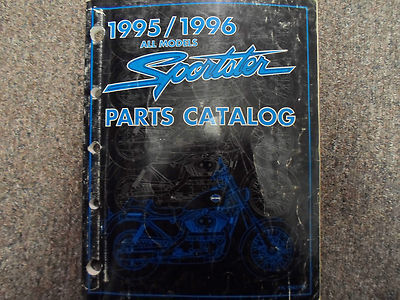 1995/1996
ALL MODELS
Sportster
PARTS CATALOG